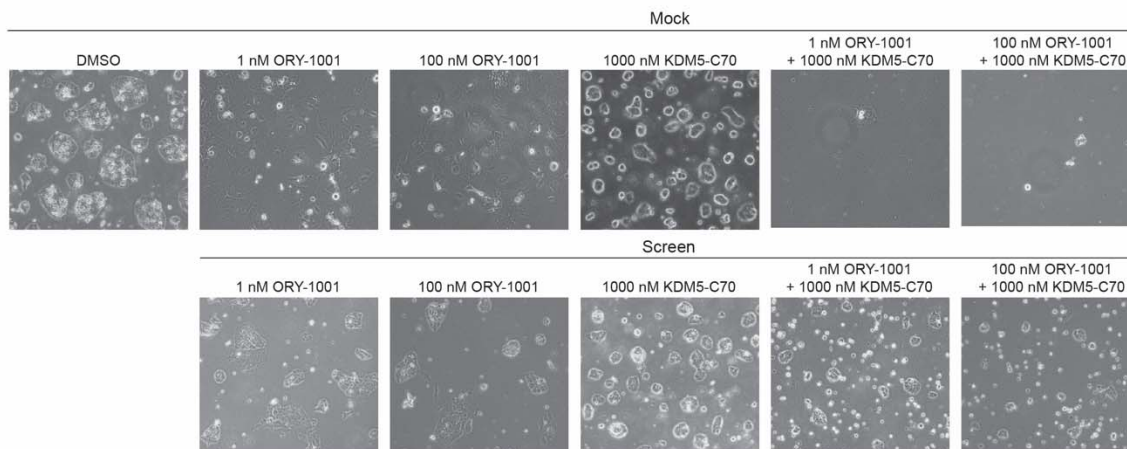 Mock
DMSO
1 nM ORY-1001
100 nM ORY-1001
1000 nM KDM5-C70
1 nM ORY-1001
+ 1000 nM KDM5-C70
100 nM ORY-1001
+ 1000 nM KDM5-C70
Screen
1 nM ORY-1001
100 nM ORY-1001
1000 nM KDM5-C70
1 nM ORY-1001
+ 1000 nM KDM5-C70
100 nM ORY-1001
+ 1000 nM KDM5-C70